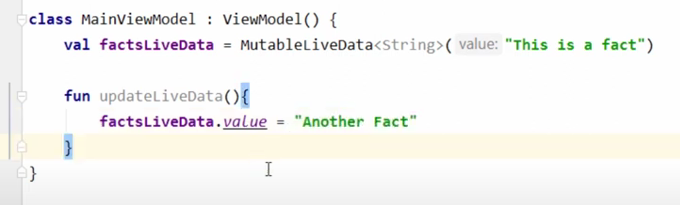 class MainViewModel : ViewModel() {
val factsLiveData = MutableLiveData<String>( value: "This is a fact")
fun updateLiveData(){
factsLiveData.value = "Another Fact"
}
}